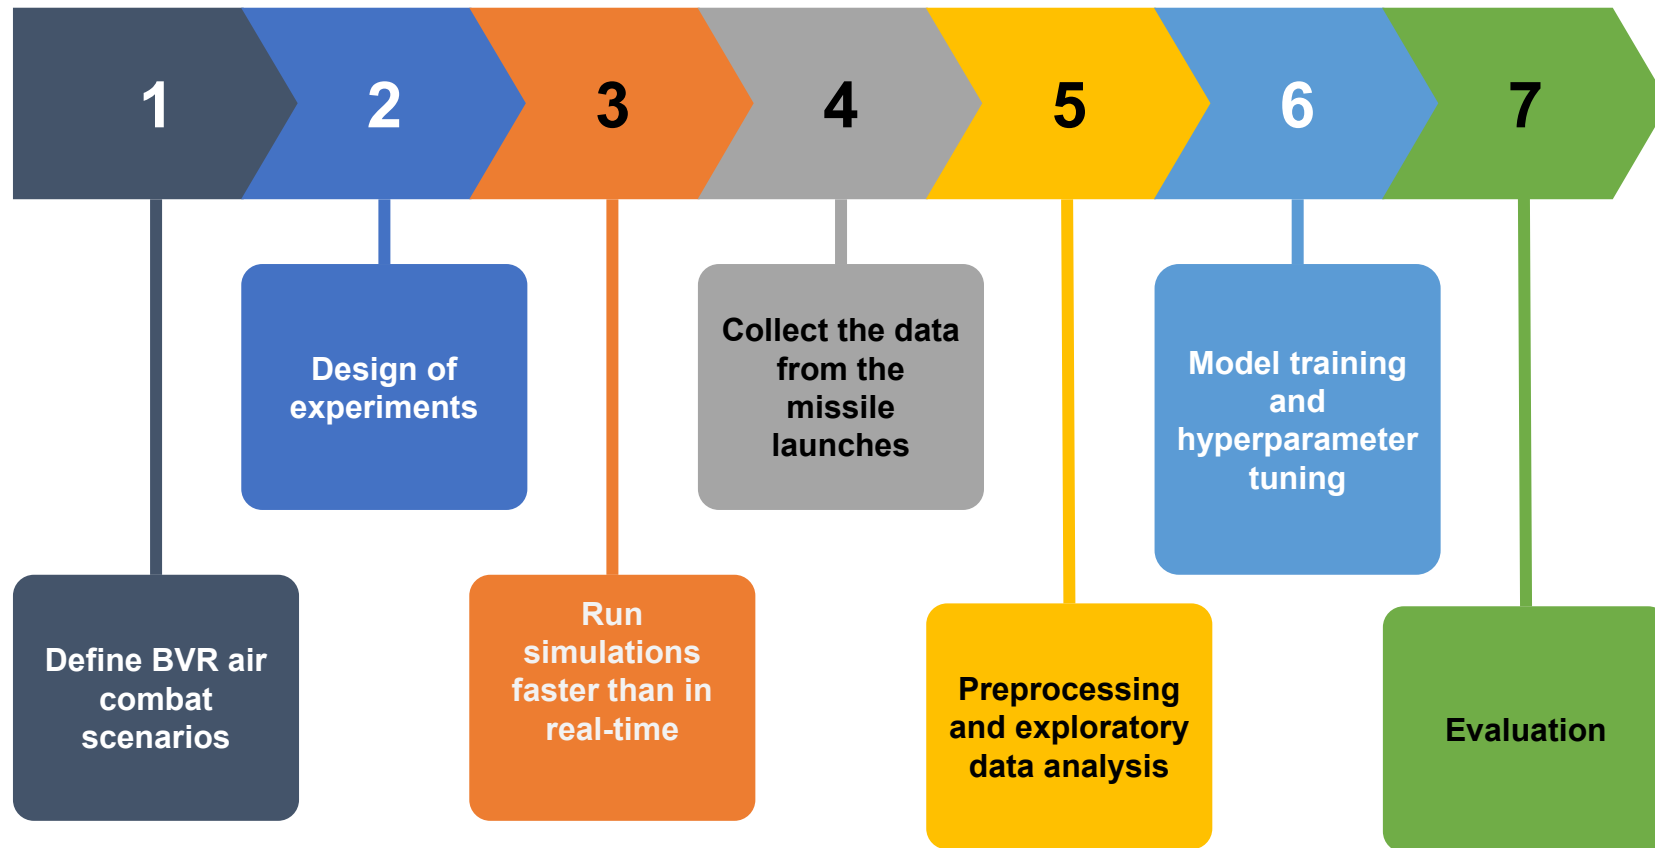 1
2
3
4
5
6
7
Define BVR air
combat
scenarios
Design of
experiments
Run
simulations
faster than in
real-time
Collect the data
from the
missile
launches
Preprocessing
and exploratory
data analysis
Model training
and
hyperparameter
tuning
Evaluation